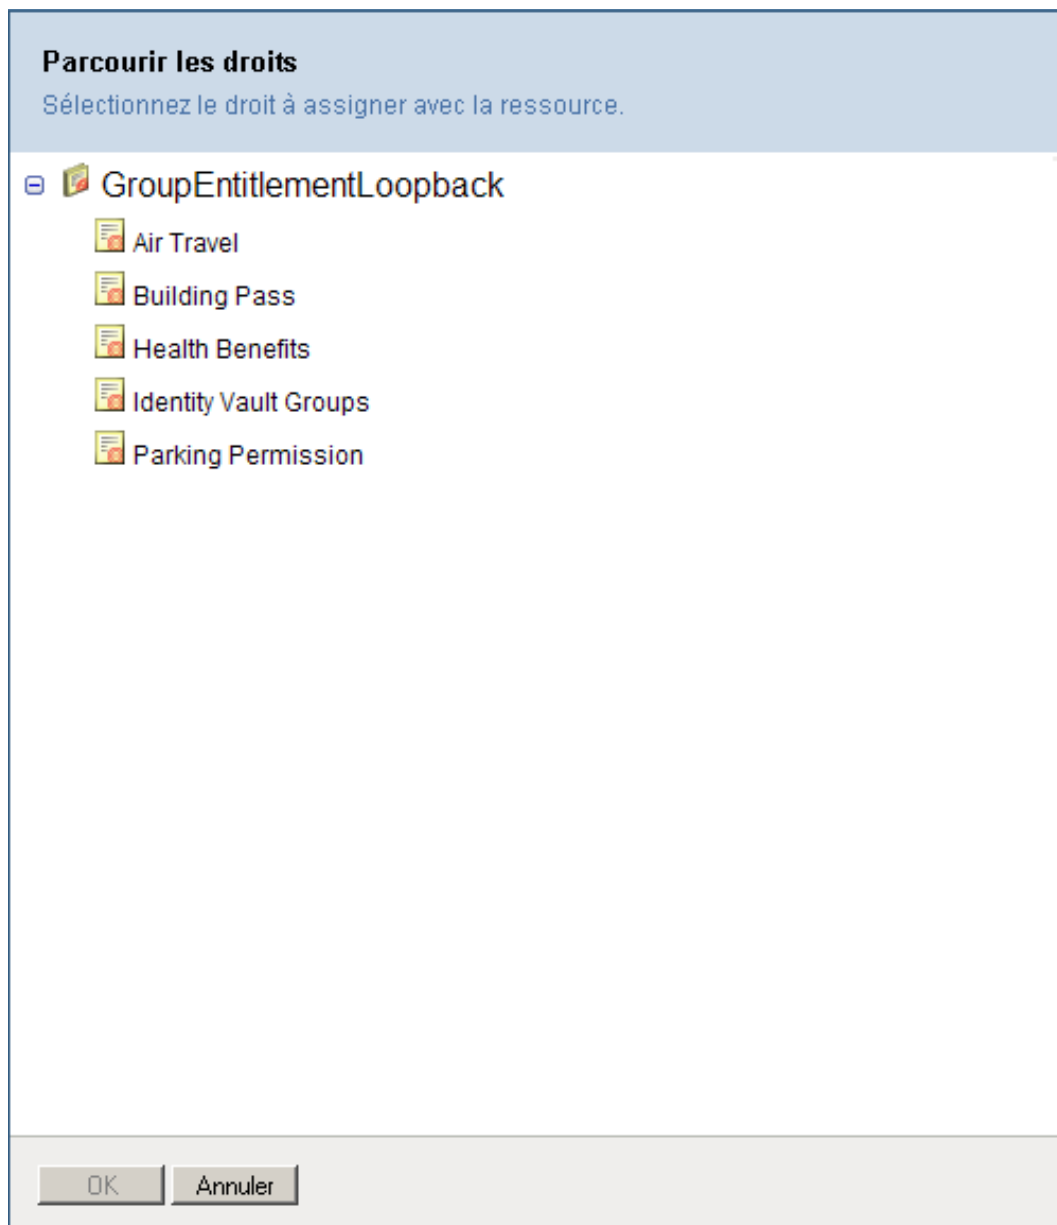 Parcourir les droits
Sélectionnez le droit à assigner avec la ressource.
GroupEntitlementLoopback
Air Travel
Building Pass
Health Benefits
Identity Vault Groups
Parking Permission
OK Annuler